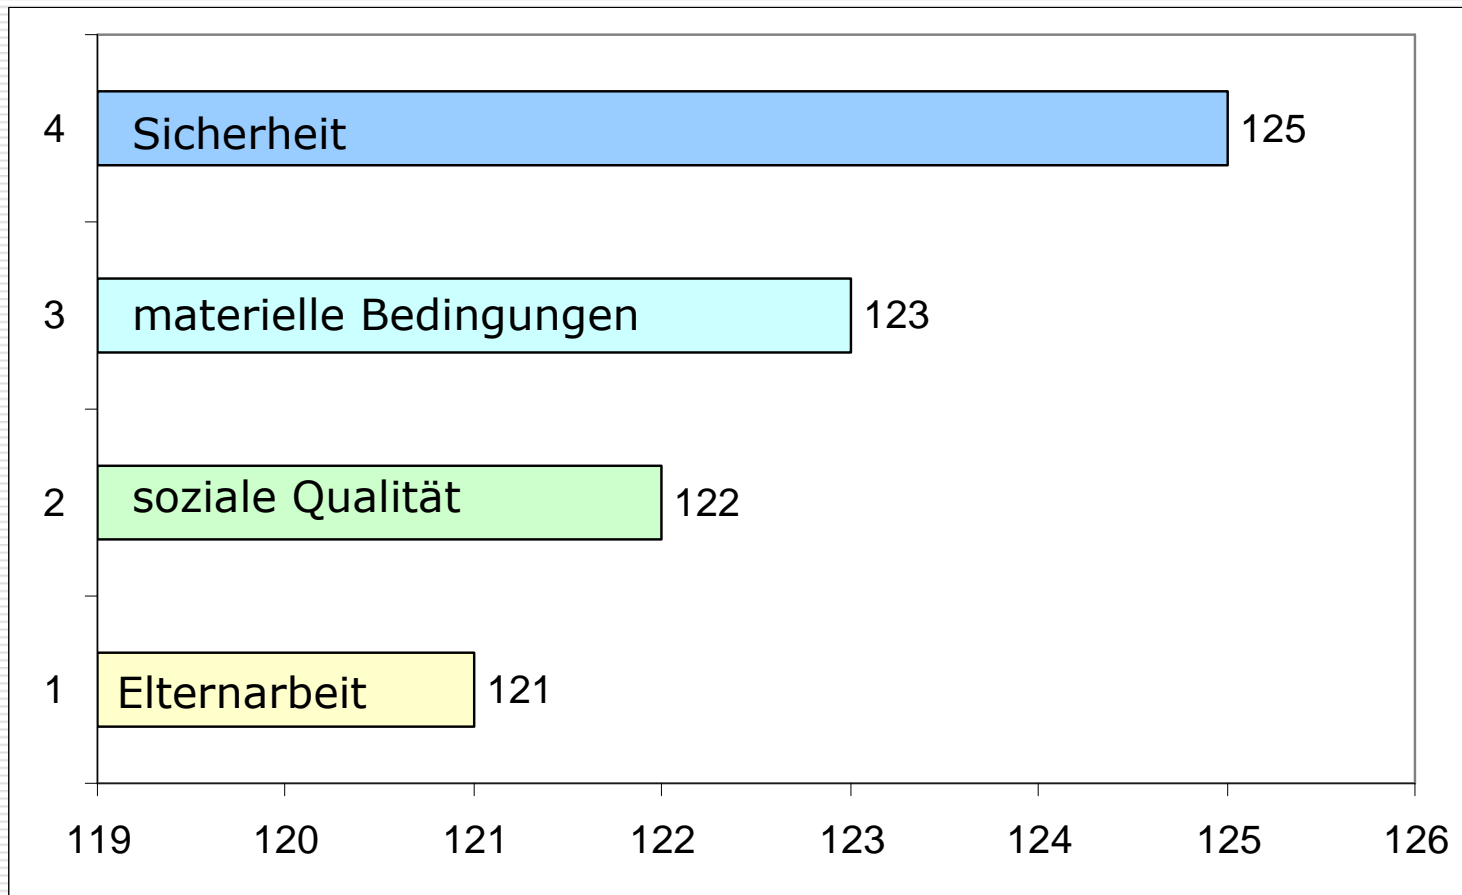 4 Sicherheit 125
3 materielle Bedingungen 123
2 soziale Qualität 122
1 Elternarbeit 121
119 120 121 122 123 124 125 126